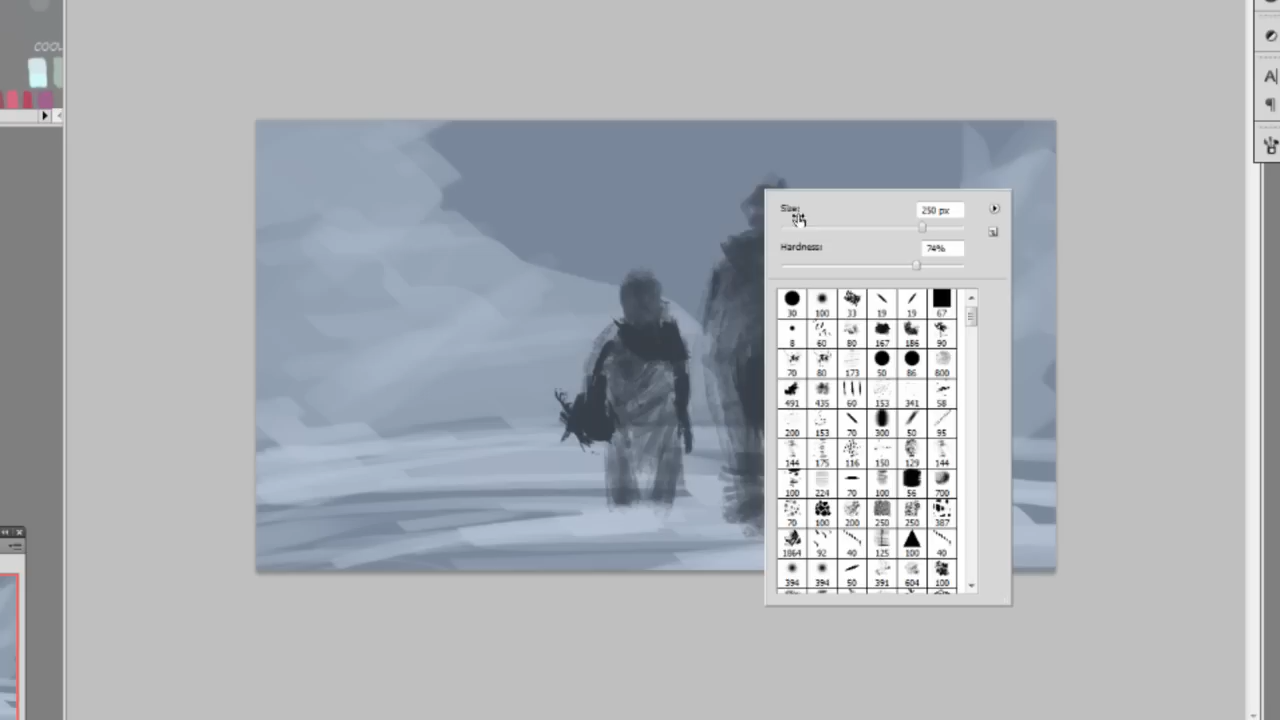 COOL
Size:
250 px
Hardness:
74%
30 100 33 19 19 67
8 60 80 167 186 90
70 80 173 50 86 800
491 435 60 153 341 58
200 153 70 300 50 95
144 175 116 150 129 144
100 224 70 100 56 700
70 100 200 250 250 387
1864 92 40 125 100 40
394 394 50 391 604 100
A
¶